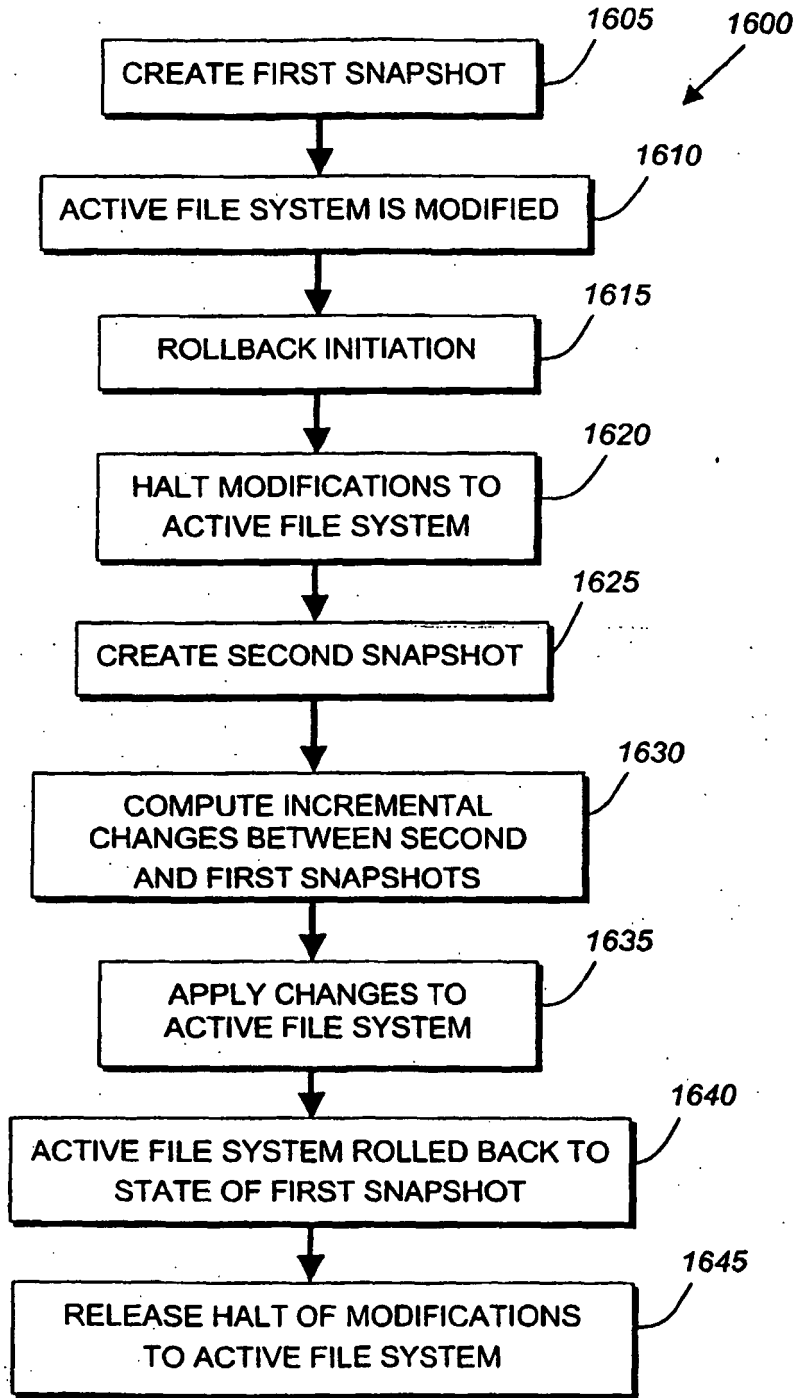 1605
1600
CREATE FIRST SNAPSHOT
1610
ACTIVE FILE SYSTEM IS MODIFIED
1615
ROLLBACK INITIATION
1620
HALT MODIFICATIONS TO
ACTIVE FILE SYSTEM
1625
CREATE SECOND SNAPSHOT
1630
COMPUTE INCREMENTAL
CHANGES BETWEEN SECOND
AND FIRST SNAPSHOTS
1635
APPLY CHANGES TO
ACTIVE FILE SYSTEM
1640
ACTIVE FILE SYSTEM ROLLED BACK TO
STATE OF FIRST SNAPSHOT
1645
RELEASE HALT OF MODIFICATIONS
TO ACTIVE FILE SYSTEM